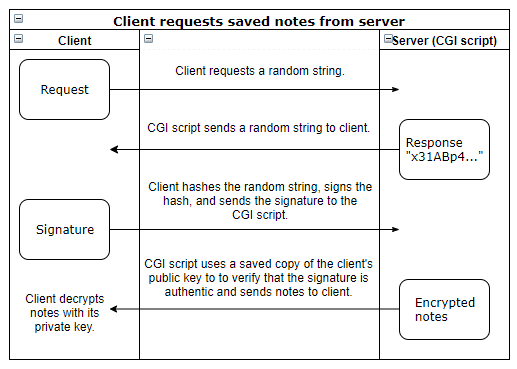 Client requests saved notes from server
Client
Server (CGI script)
Request
Client requests a random string.
CGI script sends a random string to client.
Response
"x31ABp4..."
Client hashes the random string, signs the
hash, and sends the signature to the
CGI script.
Signature
CGI script uses a saved copy of the client's
public key to to verify that the signature is
authentic and sends notes to client.
Client decrypts
notes with its
private key.
Encrypted
notes